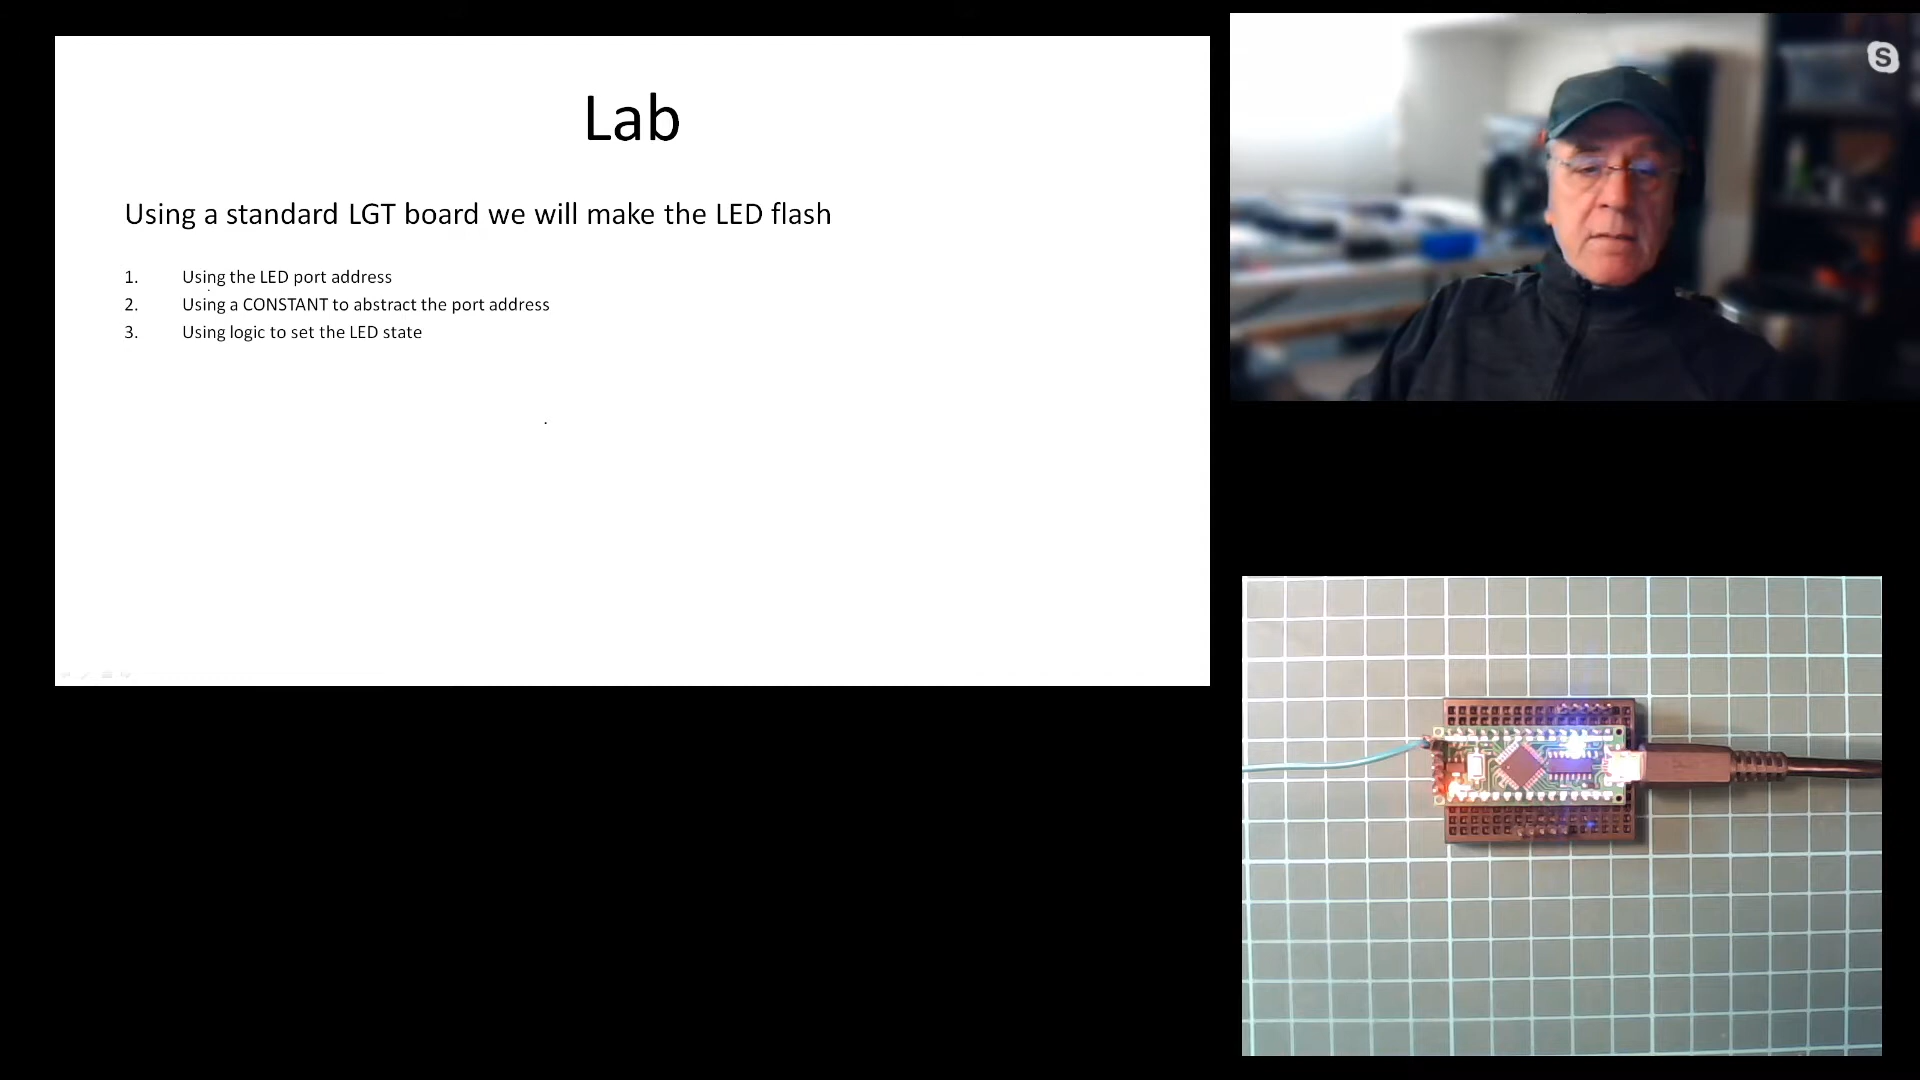 Lab
Using a standard LGT board we will make the LED flash
1. Using the LED port address
2. Using a CONSTANT to abstract the port address
3. Using logic to set the LED state
S